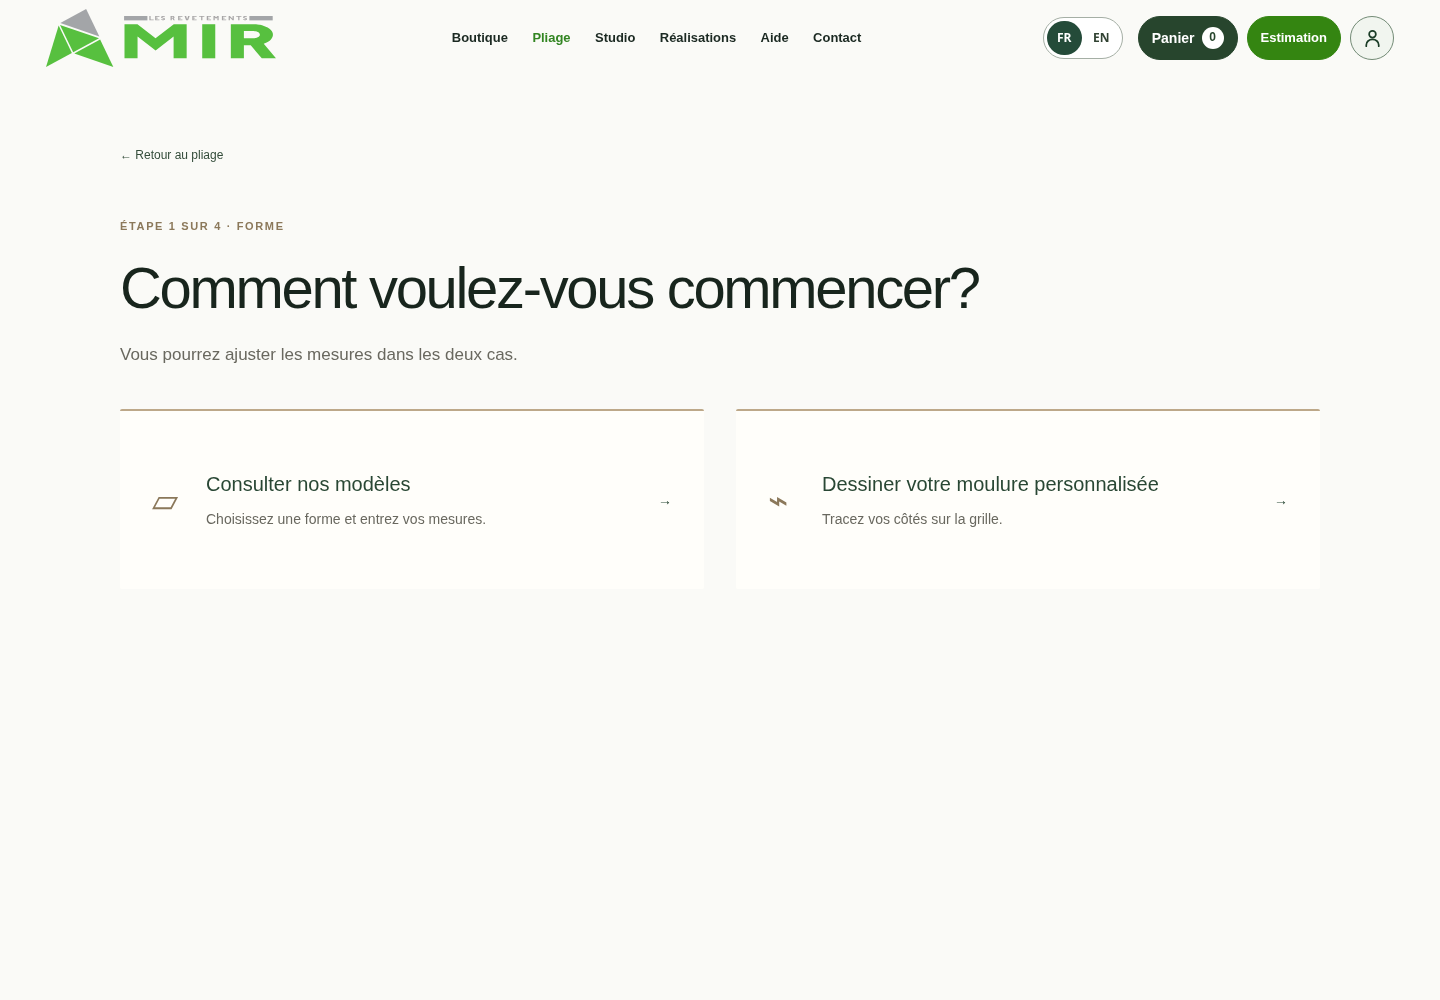 LES REVETEMENTS
MIR
Boutique Pliage Studio Réalisations Aide Contact
FR EN
Panier 0
Estimation
← Retour au pliage
ÉTAPE 1 SUR 4 · FORME
Comment voulez-vous commencer?
Vous pourrez ajuster les mesures dans les deux cas.
Consulter nos modèles
Choisissez une forme et entrez vos mesures.
→
Dessiner votre moulure personnalisée
Tracez vos côtés sur la grille.
→